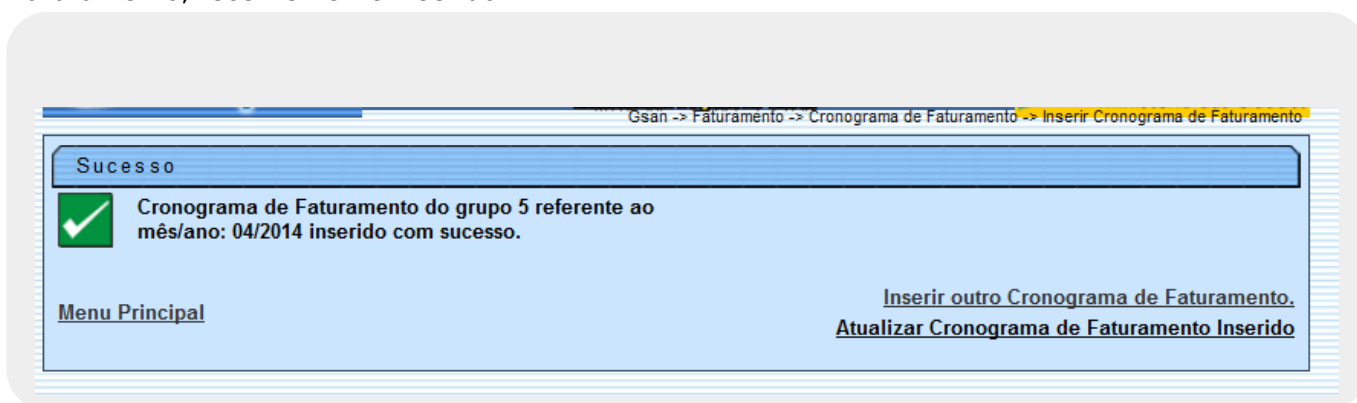 Gsan -> Faturamento -> Cronograma de Faturamento -> Inserir Cronograma de Faturamento
Sucesso
Cronograma de Faturamento do grupo 5 referente ao
mês/ano: 04/2014 inserido com sucesso.
Inserir outro Cronograma de Faturamento.
Menu Principal
Atualizar Cronograma de Faturamento Inserido